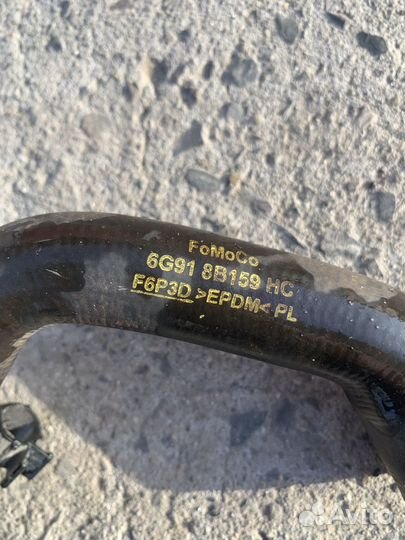 FoMoCo
6G91 8B159 HC
F6P3D >EPDM< PL
Avito